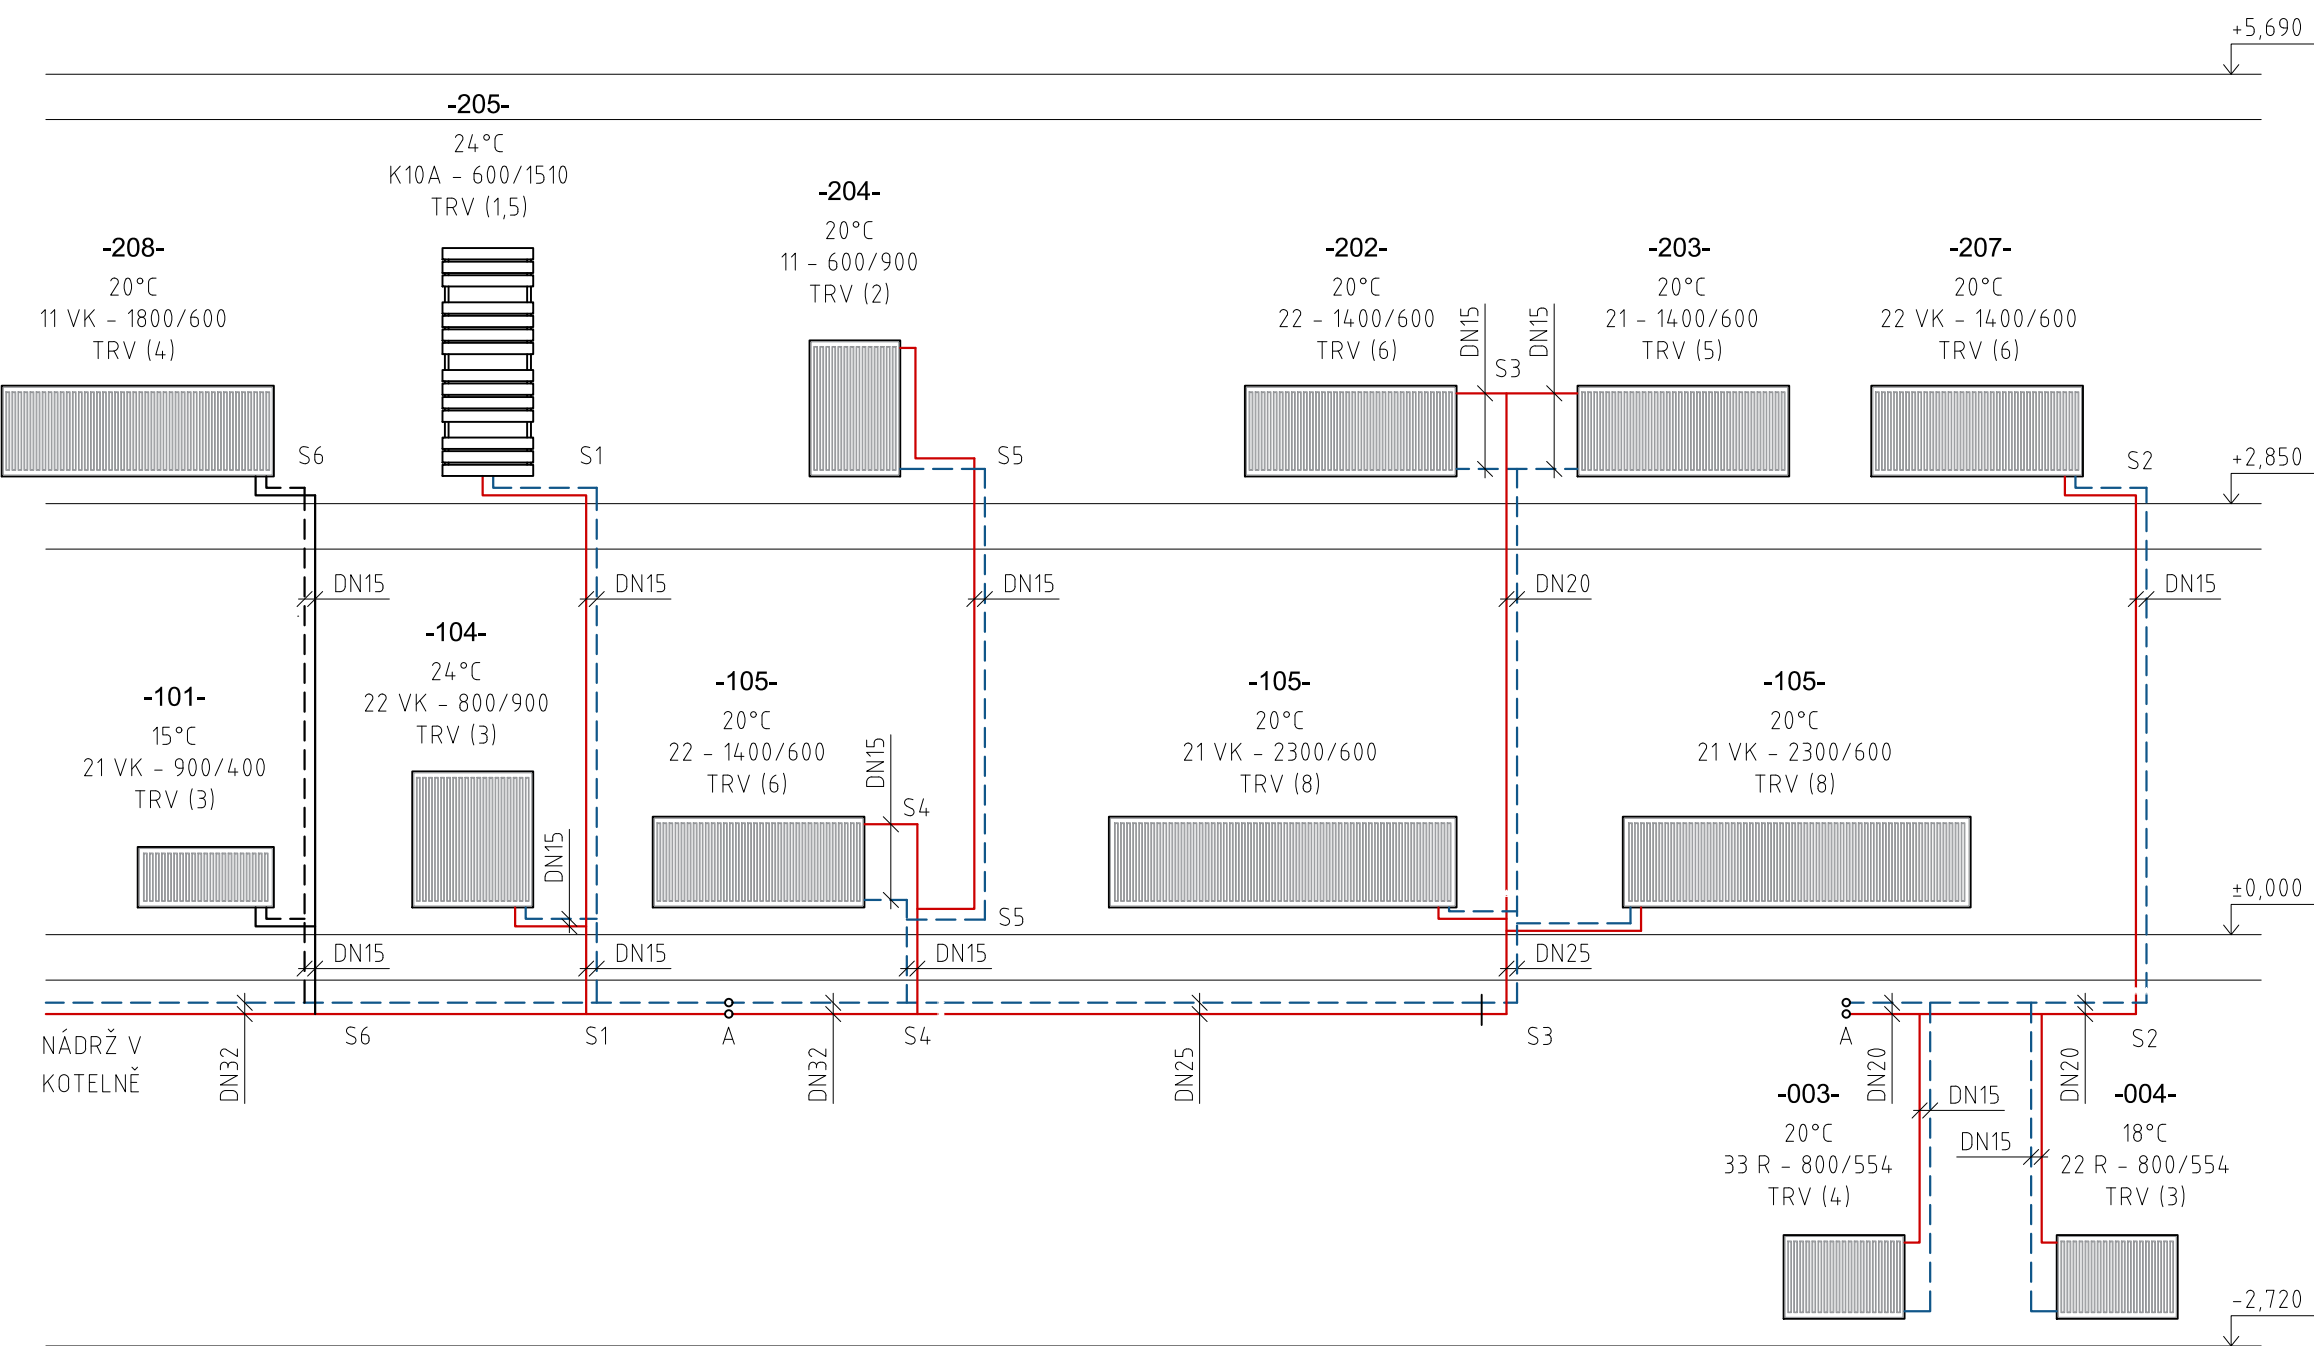 +5,690
-205-
24°C
K10A - 600/1510
TRV (1,5)
-204-
20°C
11 - 600/900
TRV (2)
-208-
20°C
11 VK - 1800/600
TRV (4)
-202-
20°C
22 - 1400/600
TRV (6)
DN15
DN15
S3
-203-
20°C
21 - 1400/600
TRV (5)
-207-
20°C
22 VK - 1400/600
TRV (6)
S6
S1
S5
S2
+2,850
DN15
DN15
DN15
DN20
DN15
-101-
15°C
21 VK - 900/400
TRV (3)
-104-
24°C
22 VK - 800/900
TRV (3)
DN15
-105-
20°C
22 - 1400/600
TRV (6)
DN15
S4
-105-
20°C
21 VK - 2300/600
TRV (8)
-105-
20°C
21 VK - 2300/600
TRV (8)
±0,000
S5
DN15
DN15
DN15
DN25
NÁDRŽ V
KOTELNĚ
DN32
S6
S1
A
DN32
S4
DN25
S3
A
DN20
DN20
S2
-003-
20°C
33 R - 800/554
TRV (4)
DN15
DN15
-004-
18°C
22 R - 800/554
TRV (3)
-2,720